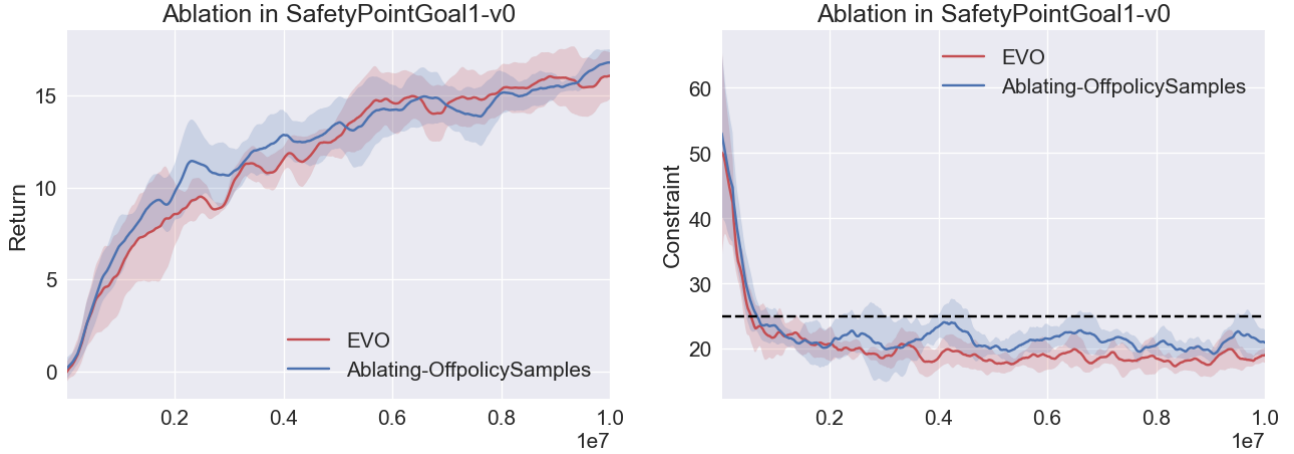 Ablation in SafetyPointGoal1-v0
Return
15
10
5
0
EVO
Ablating-OffpolicySamples
0.2 0.4 0.6 0.8 1.0
1e7
Ablation in SafetyPointGoal1-v0
Constraint
60
50
40
30
20
EVO
Ablating-OffpolicySamples
0.2 0.4 0.6 0.8 1.0
1e7